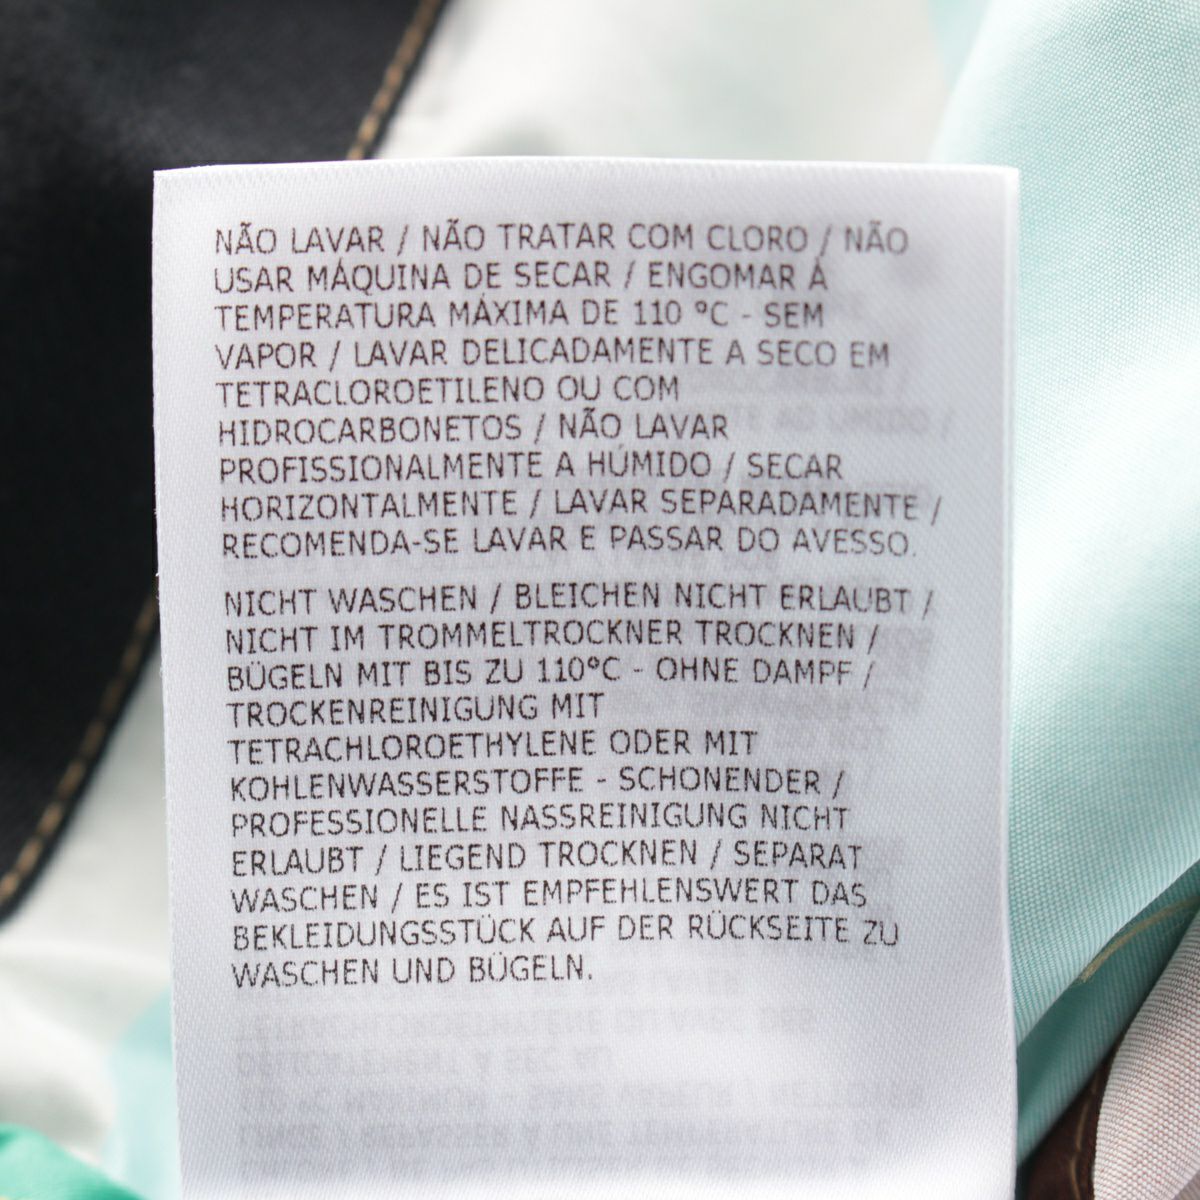 NÃO LAVAR / NÃO TRATAR COM CLORO / NÃO
USAR MÁQUINA DE SECAR / ENGOMAR Á
TEMPERATURA MÁXIMA DE 110 ºC - SEM
VAPOR / LAVAR DELICADAMENTE A SECO EM
TETRACLOROETILENO OU COM
HIDROCARBONETOS / NÃO LAVAR
PROFISSIONALMENTE A HÚMIDO / SECAR
HORIZONTALMENTE / LAVAR SEPARADAMENTE /
RECOMENDA-SE LAVAR E PASSAR DO AVESSO.
NICHT WASCHEN / BLEICHEN NICHT ERLAUBT /
NICHT IM TROMMELTROCKNER TROCKNEN /
BÜGELN MIT BIS ZU 110ºC - OHNE DAMPF /
TROCKENREINIGUNG MIT
TETRACHLOROETHYLENE ODER MIT
KOHLENWASSERSTOFFE - SCHONENDER /
PROFESSIONELLE NASSREINIGUNG NICHT
ERLAUBT / LIEGEND TROCKNEN / SEPARAT
WASCHEN / ES IST EMPFEHLENSWERT DAS
BEKLEIDUNGSSTÜCK AUF DER RÜCKSEITE ZU
WASCHEN UND BÜGELN.